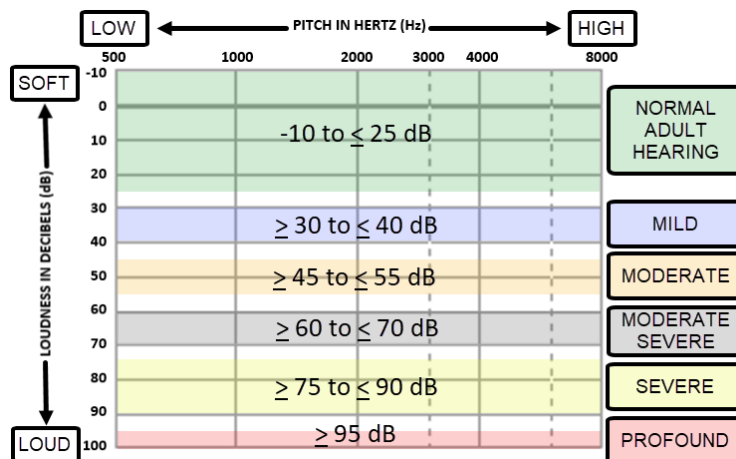 LOW
PITCH IN HERTZ (Hz)
HIGH
500 1000 2000 3000 4000 8000
SOFT
LOUDNESS IN DECIBELS (dB)
LOUD
-10
0
10
20
30
40
50
60
70
80
90
100
-10 to ≤ 25 dB
NORMAL
ADULT
HEARING
≥ 30 to ≤ 40 dB
MILD
≥ 45 to ≤ 55 dB
MODERATE
≥ 60 to ≤ 70 dB
MODERATE
SEVERE
≥ 75 to ≤ 90 dB
SEVERE
≥ 95 dB
PROFOUND